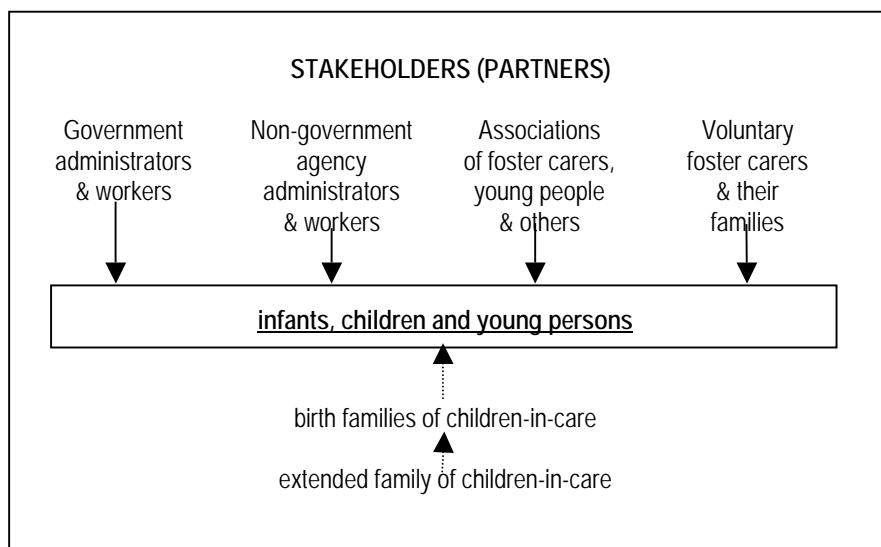 STAKEHOLDERS (PARTNERS)
Government
administrators
& workers
Non-government
agency
administrators
& workers
Associations
of foster carers,
young people
& others
Voluntary
foster carers
& their
families
infants, children and young persons
birth families of children-in-care
extended family of children-in-care